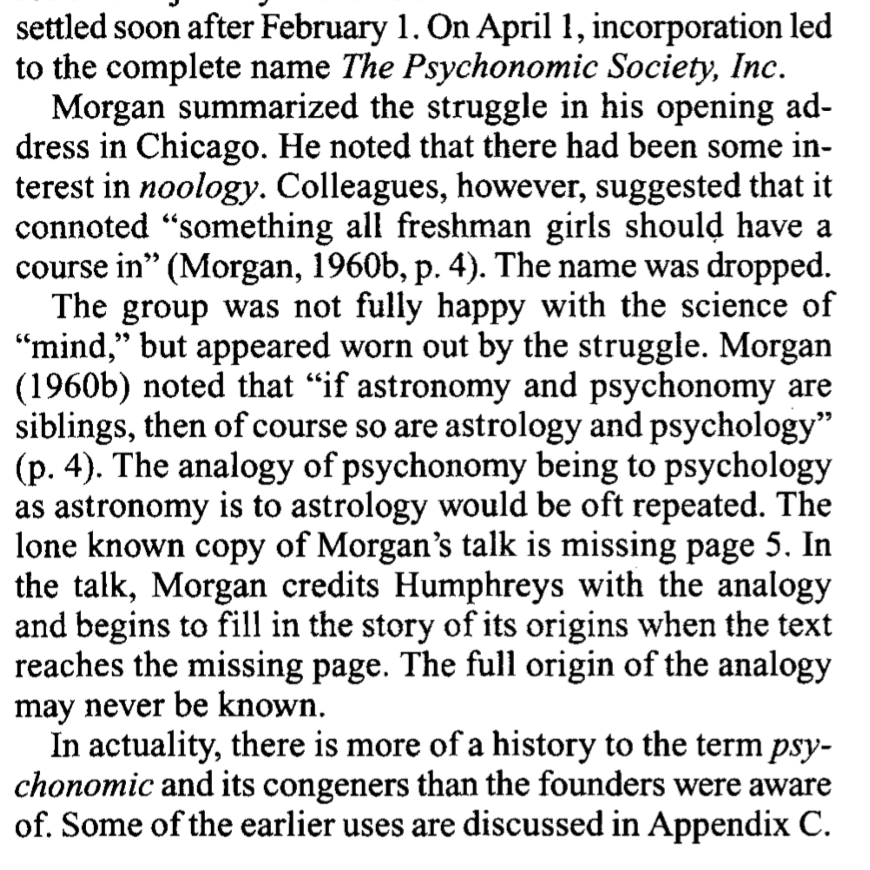 settled soon after February 1. On April 1, incorporation led
to the complete name The Psychonomic Society, Inc.
Morgan summarized the struggle in his opening ad-
dress in Chicago. He noted that there had been some in-
terest in noology. Colleagues, however, suggested that it
connoted “something all freshman girls should have a
course in” (Morgan, 1960b, p. 4). The name was dropped.
The group was not fully happy with the science of
“mind,” but appeared worn out by the struggle. Morgan
(1960b) noted that “if astronomy and psychonomy are
siblings, then of course so are astrology and psychology”
(p. 4). The analogy of psychonomy being to psychology
as astronomy is to astrology would be oft repeated. The
lone known copy of Morgan’s talk is missing page 5. In
the talk, Morgan credits Humphreys with the analogy
and begins to fill in the story of its origins when the text
reaches the missing page. The full origin of the analogy
may never be known.
In actuality, there is more of a history to the term psy-
chonomic and its congeners than the founders were aware
of. Some of the earlier uses are discussed in Appendix C.